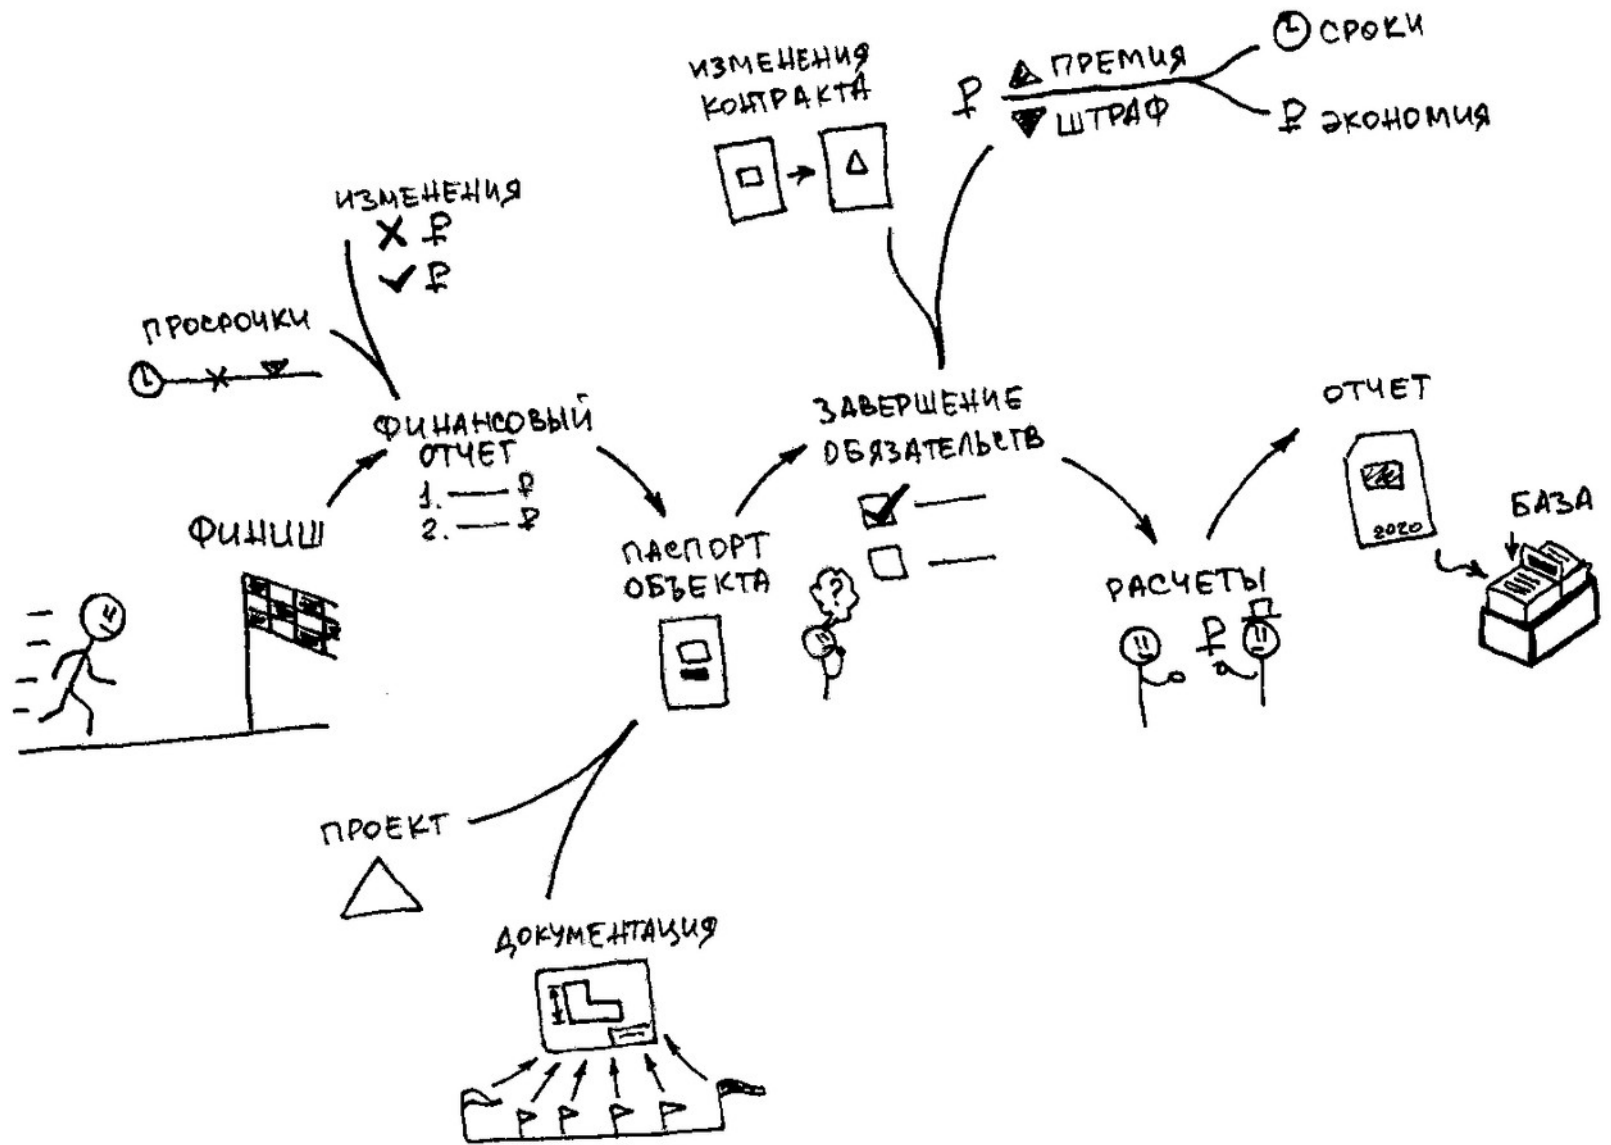 ИЗМЕНЕНИЯ
КОНТРАКТА
₽
ПРЕМИЯ
ШТРАФ
СРОКИ
₽ ЭКОНОМИЯ
ИЗМЕНЕНИЯ
₽
₽
ПРОСРОЧКИ
ФИНАНСОВЫЙ
ОТЧЕТ
1. ₽
2. ₽
ФИНИШ
ПАСПОРТ
ОБЪЕКТА
ЗАВЕРШЕНИЕ
ОБЯЗАТЕЛЬСТВ
?
РАСЧЕТЫ
₽
ОТЧЕТ
2020
БАЗА
ПРОЕКТ
ДОКУМЕНТАЦИЯ